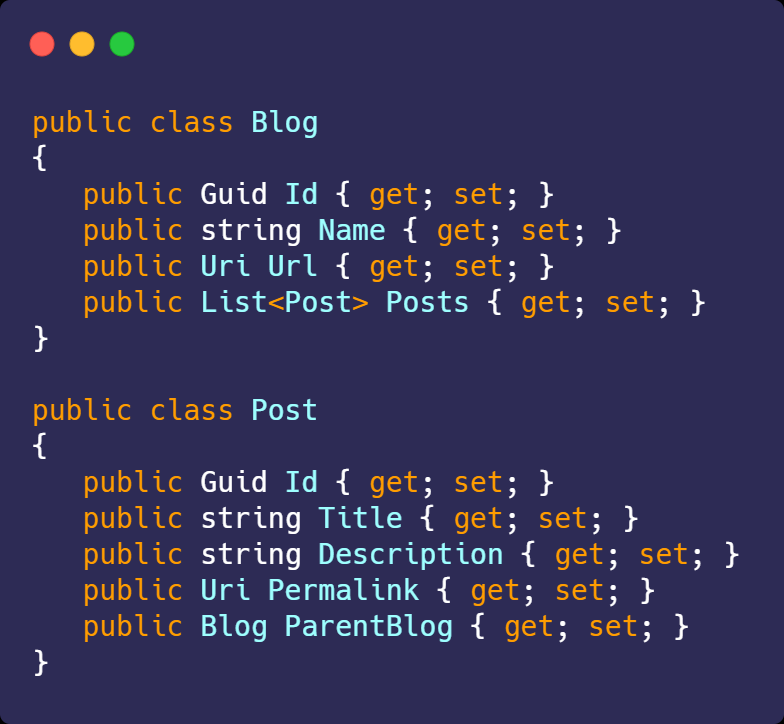 public class Blog
{
   public Guid Id { get; set; }
   public string Name { get; set; }
   public Uri Url { get; set; }
   public List<Post> Posts { get; set; }
}

public class Post
{
   public Guid Id { get; set; }
   public string Title { get; set; }
   public string Description { get; set; }
   public Uri Permalink { get; set; }
   public Blog ParentBlog { get; set; }
}